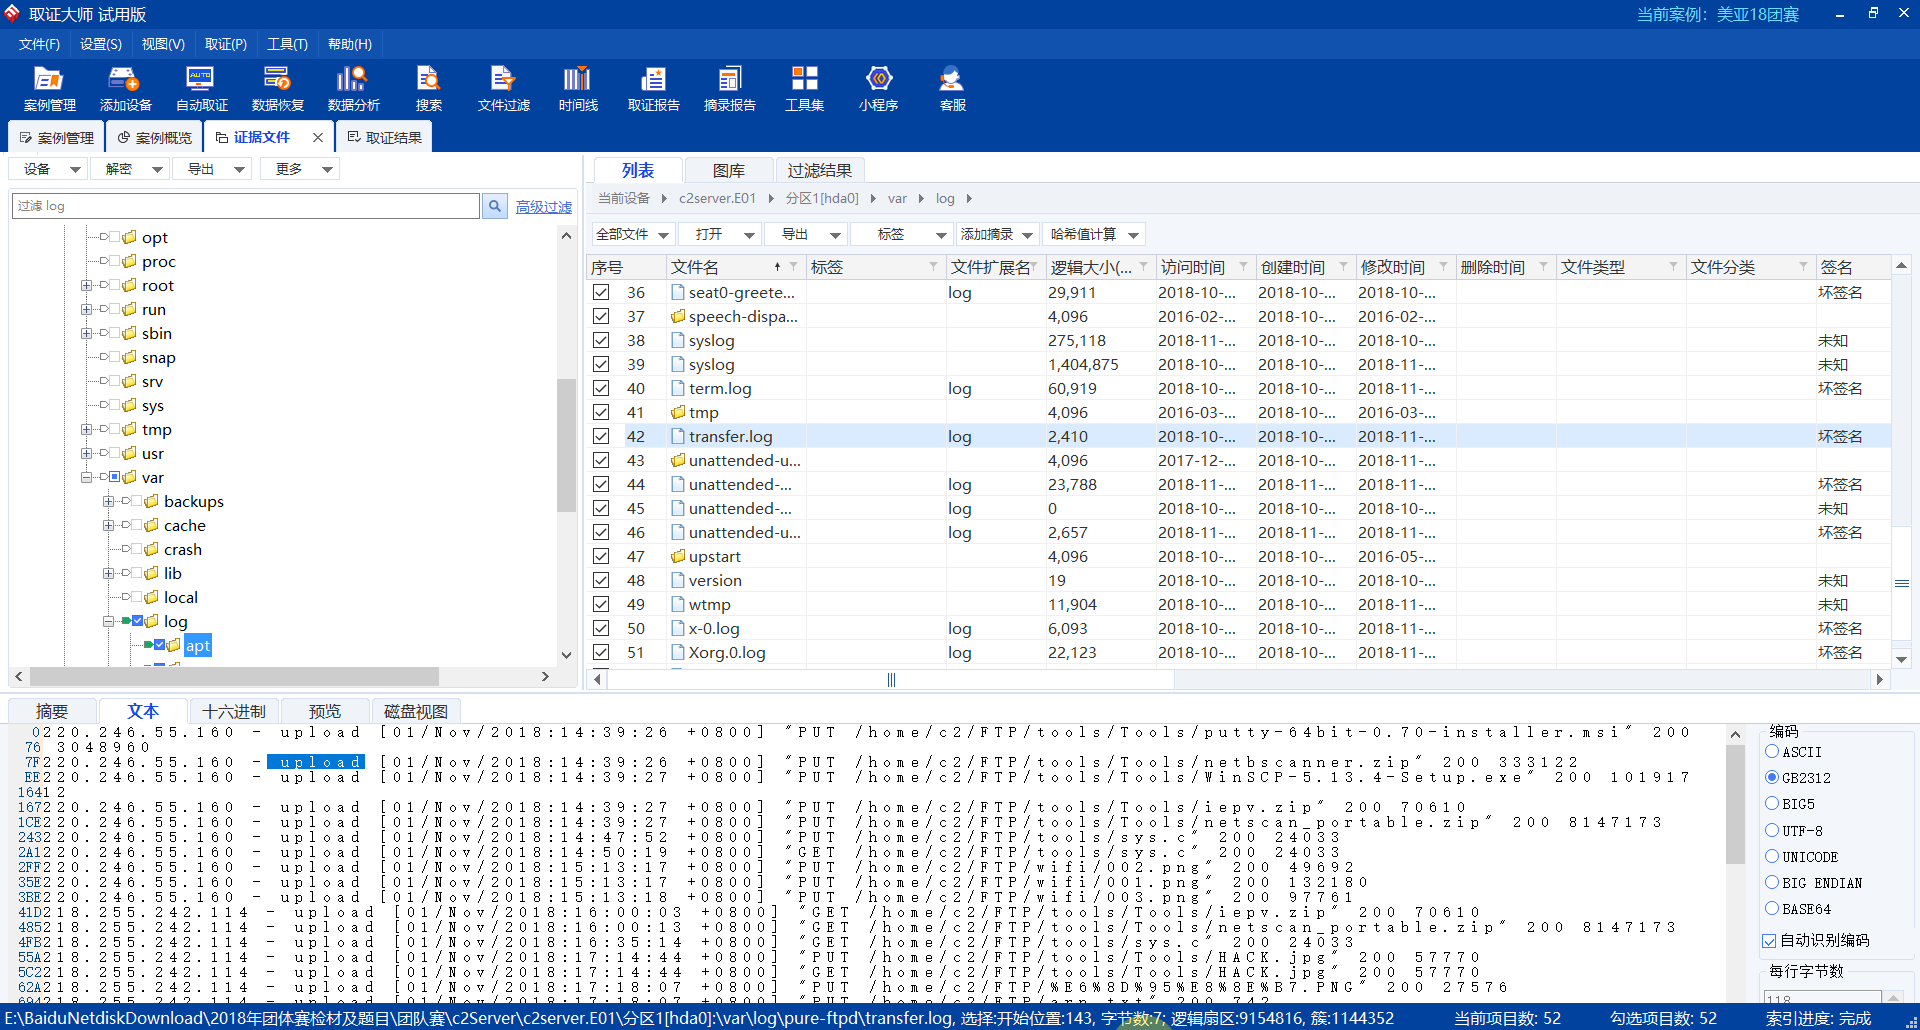 取证大师 试用版
当前案例：美亚18团赛
文件(F) 设置(S) 视图(V) 取证(P) 工具(T) 帮助(H)
案例管理 添加设备 自动取证 数据恢复 数据分析 搜索 文件过滤 时间线 取证报告 摘录报告 工具集 小程序 客服
案例管理 案例概览 证据文件 取证结果
设备 解密 导出 更多
过滤 log
高级过滤
opt
proc
root
run
sbin
snap
srv
sys
tmp
usr
var
backups
cache
crash
lib
local
log
apt
列表 图库 过滤结果
当前设备 c2server.E01 分区1[hda0] var log
全部文件 打开 导出 标签 添加摘录 哈希值计算
序号 文件名 标签 文件扩展名 逻辑大小(... 访问时间 创建时间 修改时间 删除时间 文件类型 文件分类 签名
36 seat0-greete... log 29,911 2018-10-... 2018-10-... 2018-10-... 坏签名
37 speech-dispa... 4,096 2016-02-... 2018-10-... 2016-02-...
38 syslog 275,118 2018-11-... 2018-10-... 2018-10-... 未知
39 syslog 1,404,875 2018-10-... 2018-10-... 2018-11-... 未知
40 term.log log 60,919 2018-10-... 2018-10-... 2018-11-... 坏签名
41 tmp 4,096 2016-03-... 2018-10-... 2016-03-...
42 transfer.log log 2,410 2018-10-... 2018-10-... 2018-11-... 坏签名
43 unattended-u... 4,096 2017-12-... 2018-10-... 2018-11-...
44 unattended-... log 23,788 2018-11-... 2018-10-... 2018-11-... 坏签名
45 unattended-... log 0 2018-10-... 2018-10-... 2018-10-... 未知
46 unattended-u... log 2,657 2018-11-... 2018-10-... 2018-11-... 坏签名
47 upstart 4,096 2018-10-... 2018-10-... 2016-05-...
48 version 19 2018-10-... 2018-10-... 2018-10-... 未知
49 wtmp 11,904 2018-10-... 2018-10-... 2018-11-... 未知
50 x-0.log log 6,093 2018-10-... 2018-10-... 2018-11-... 坏签名
51 Xorg.0.log log 22,123 2018-10-... 2018-10-... 2018-11-... 坏签名
摘要 文本 十六进制 预览 磁盘视图
0 220.246.55.160 - upload [01/Nov/2018:14:39:26 +0800] "PUT /home/c2/FTP/tools/Tools/putty-64bit-0.70-installer.msi" 200
76 3048960
7F 220.246.55.160 - upload [01/Nov/2018:14:39:26 +0800] "PUT /home/c2/FTP/tools/Tools/netbscanner.zip" 200 333122
EE 220.246.55.160 - upload [01/Nov/2018:14:39:27 +0800] "PUT /home/c2/FTP/tools/Tools/WinSCP-5.13.4-Setup.exe" 200 101917
164 12
167 220.246.55.160 - upload [01/Nov/2018:14:39:27 +0800] "PUT /home/c2/FTP/tools/Tools/iepv.zip" 200 70610
1CE 220.246.55.160 - upload [01/Nov/2018:14:39:27 +0800] "PUT /home/c2/FTP/tools/Tools/netscan_portable.zip" 200 8147173
243 220.246.55.160 - upload [01/Nov/2018:14:47:52 +0800] "PUT /home/c2/FTP/tools/sys.c" 200 24033
2A1 220.246.55.160 - upload [01/Nov/2018:14:50:19 +0800] "GET /home/c2/FTP/tools/sys.c" 200 24033
2FF 220.246.55.160 - upload [01/Nov/2018:15:13:17 +0800] "PUT /home/c2/FTP/wifi/002.png" 200 49692
35E 220.246.55.160 - upload [01/Nov/2018:15:13:17 +0800] "PUT /home/c2/FTP/wifi/001.png" 200 132180
3BE 220.246.55.160 - upload [01/Nov/2018:15:13:18 +0800] "PUT /home/c2/FTP/wifi/003.png" 200 97761
41D 218.255.242.114 - upload [01/Nov/2018:16:00:03 +0800] "GET /home/c2/FTP/tools/Tools/iepv.zip" 200 70610
485 218.255.242.114 - upload [01/Nov/2018:16:00:13 +0800] "GET /home/c2/FTP/tools/Tools/netscan_portable.zip" 200 8147173
4FB 218.255.242.114 - upload [01/Nov/2018:16:35:14 +0800] "GET /home/c2/FTP/tools/sys.c" 200 24033
55A 218.255.242.114 - upload [01/Nov/2018:17:14:44 +0800] "PUT /home/c2/FTP/tools/Tools/HACK.jpg" 200 57770
5C2 218.255.242.114 - upload [01/Nov/2018:17:14:44 +0800] "GET /home/c2/FTP/tools/Tools/HACK.jpg" 200 57770
62A 218.255.242.114 - upload [01/Nov/2018:17:18:07 +0800] "PUT /home/c2/FTP/%E6%8D%95%E8%8E%B7.PNG" 200 27576
694 218.255.242.114 - upload [01/Nov/2018:17:18:07 +0800] "PUT /home/c2/FTP/arp.txt" 200 742
编码
ASCII
GB2312
BIG5
UTF-8
UNICODE
BIG ENDIAN
BASE64
自动识别编码
每行字节数
118
E:\BaiduNetdiskDownload\2018年团体赛检材及题目\团队赛\c2Server\c2server.E01\分区1[hda0]:\var\log\pure-ftpd\transfer.log, 选择:开始位置:143, 字节数:7; 逻辑扇区:9154816, 簇:1144352 当前项目数: 52 勾选项目数: 52 索引进度: 完成